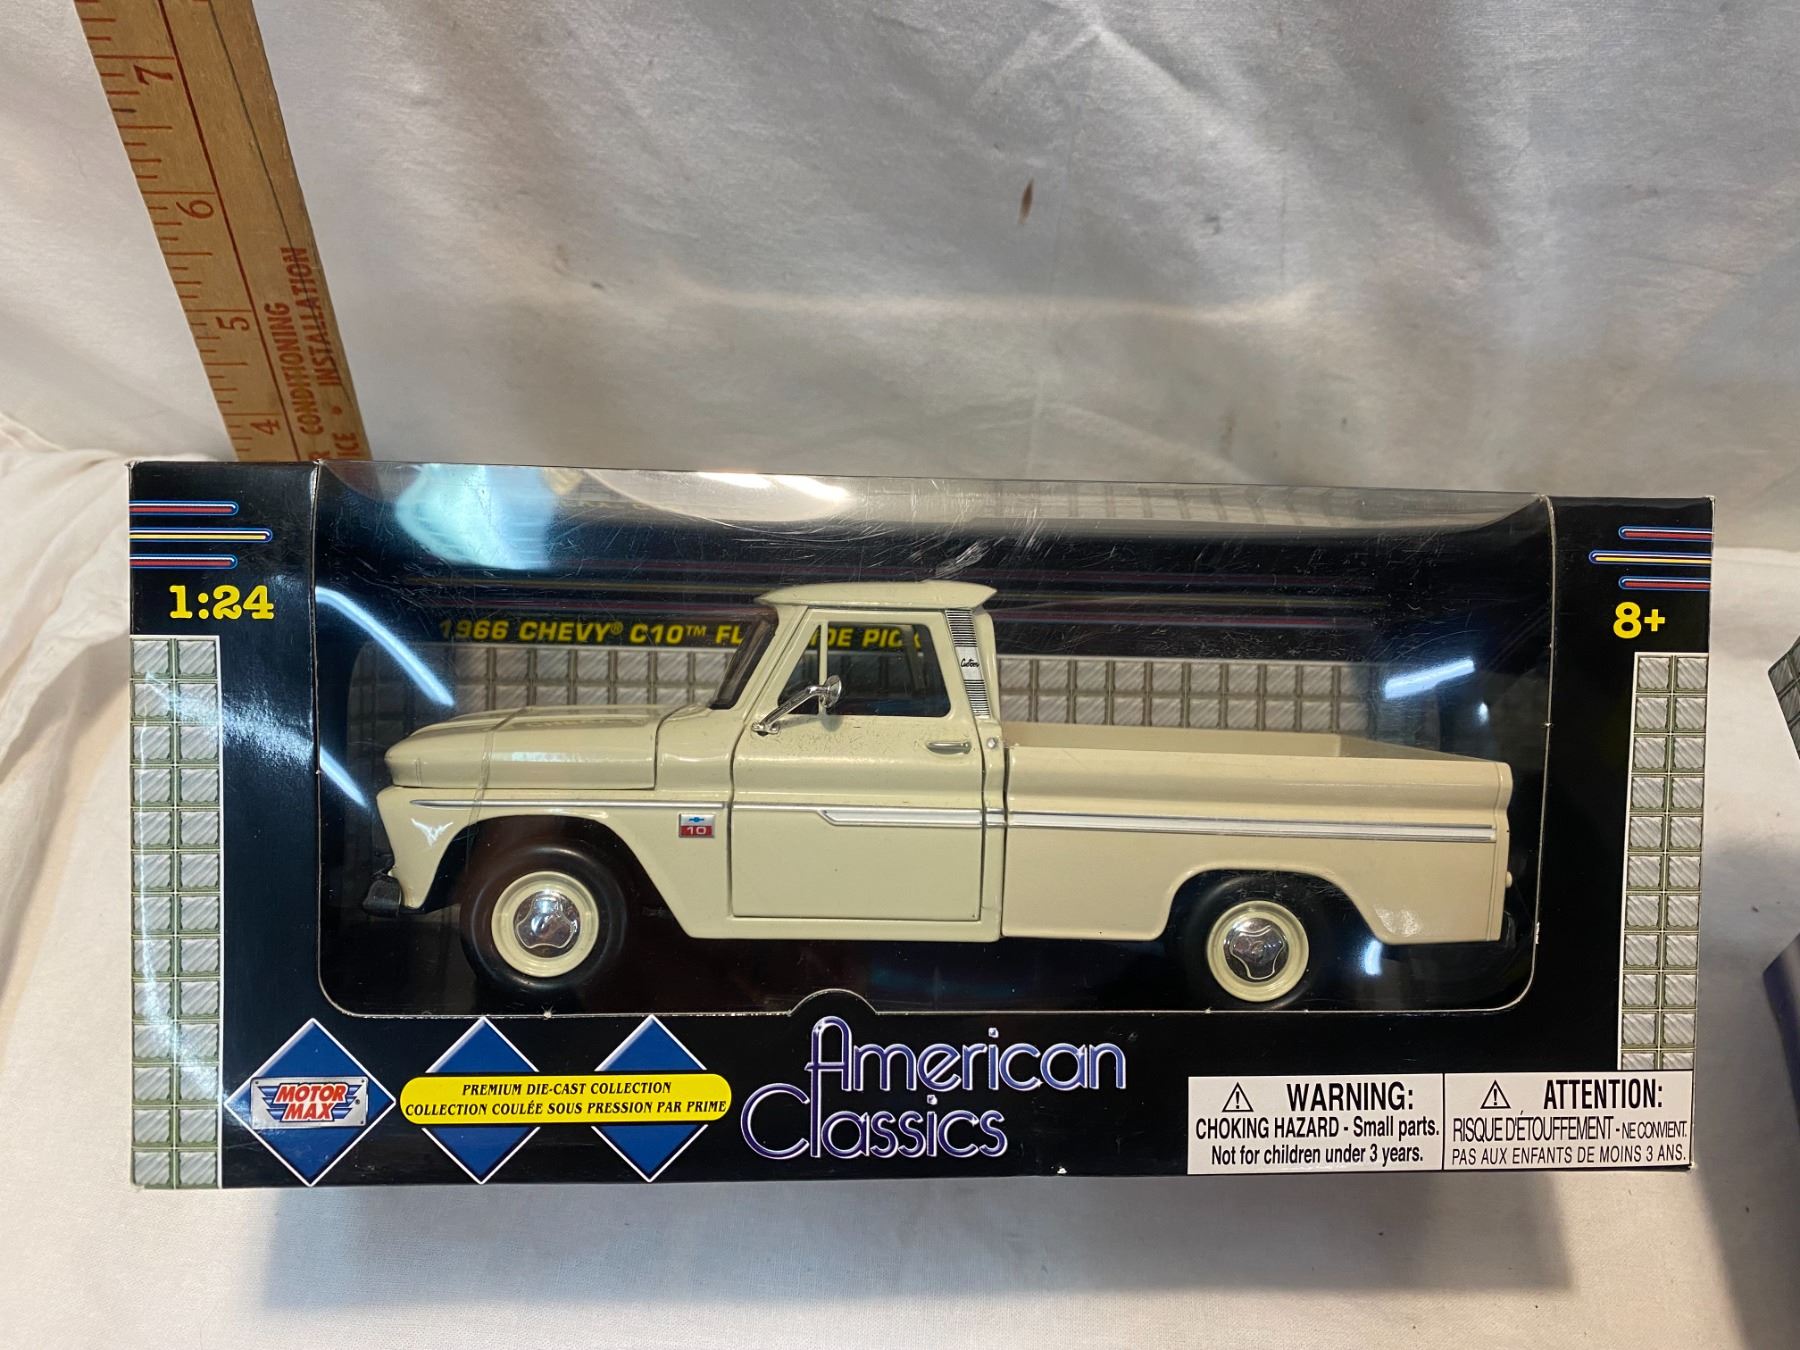 7
6
5
4
CONDITIONING
INSTALLATION
1:24
8+
1966 CHEVY® C10™ PICK
Custom
10
MOTOR
MAX®
PREMIUM DIE-CAST COLLECTION
COLLECTION COULÉE SOUS PRESSION PAR PRIME
American
Classics
WARNING:
CHOKING HAZARD - Small parts.
Not for children under 3 years.
ATTENTION:
RISQUE D'ÉTOUFFEMENT - NE CONVIENT
PAS AUX ENFANTS DE MOINS 3 ANS.